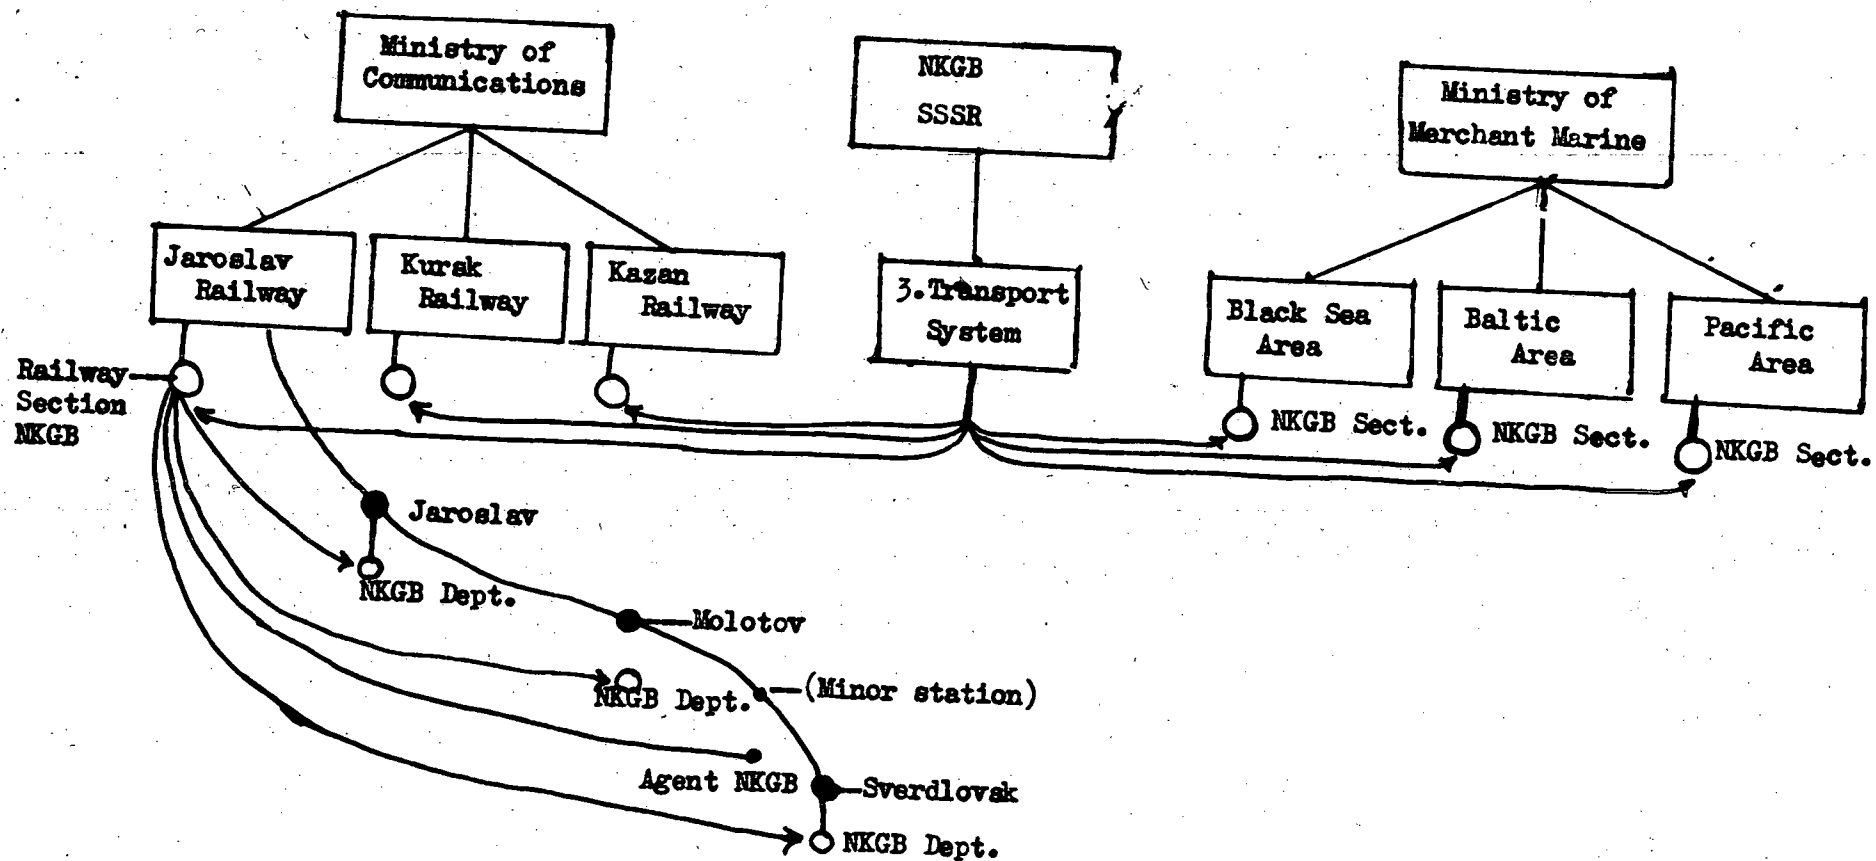 Ministry of
Communications
NKGB
SSSR
Ministry of
Merchant Marine
Jaroslav
Railway
Kursk
Railway
Kazan
Railway
3.Transport
System
Black Sea
Area
Baltic
Area
Pacific
Area
Railway
Section
NKGB
NKGB Sect.
NKGB Sect.
NKGB Sect.
Jaroslav
NKGB Dept.
Molotov
NKGB Dept.
(Minor station)
Agent NKGB
Sverdlovsk
NKGB Dept.